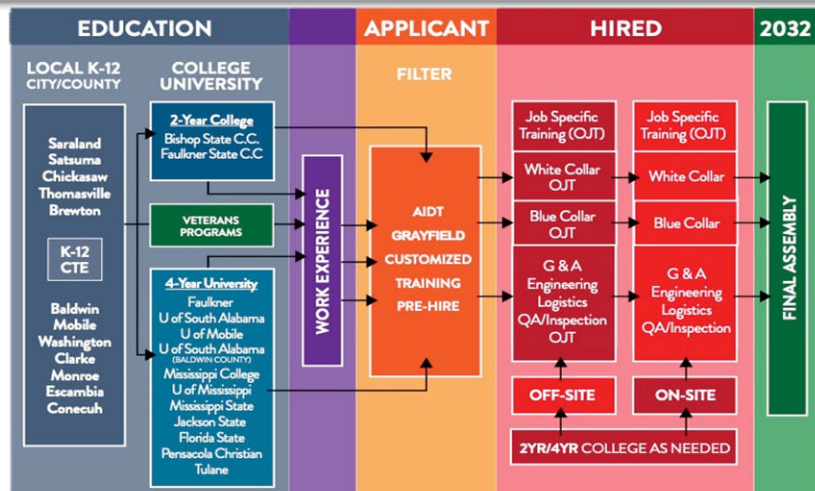 EDUCATION
APPLICANT
HIRED
2032
LOCAL K-12
CITY/COUNTY
COLLEGE
UNIVERSITY
FILTER
Saraland
Satsuma
Chickasaw
Thomasville
Brewton
K-12
CTE
Baldwin
Mobile
Washington
Clarke
Monroe
Escambia
Conecuh
2-Year College
Bishop State C.C.
Faulkner State C.C
VETERANS
PROGRAMS
4-Year University
Faulkner
U of South Alabama
U of Mobile
U of South Alabama
(BALDWIN COUNTY)
Mississippi College
U of Mississippi
Mississippi State
Jackson State
Florida State
Pensacola Christian
Tulane
WORK EXPERIENCE
AIDT
GRAYFIELD
CUSTOMIZED
TRAINING
PRE-HIRE
Job Specific
Training (OJT)
White Collar
OJT
Blue Collar
OJT
G & A
Engineering
Logistics
QA/Inspection
OJT
OFF-SITE
Job Specific
Training (OJT)
White Collar
Blue Collar
G & A
Engineering
Logistics
QA/Inspection
ON-SITE
2YR/4YR COLLEGE AS NEEDED
FINAL ASSEMBLY